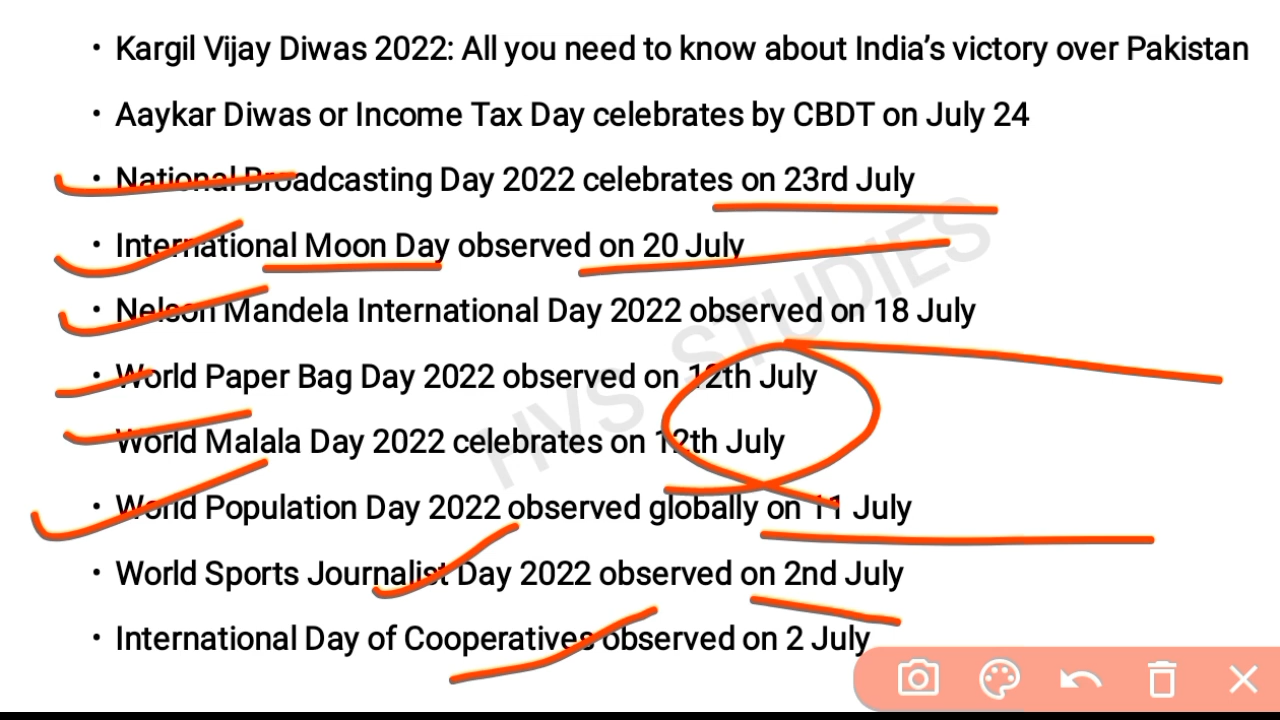 • Kargil Vijay Diwas 2022: All you need to know about India’s victory over Pakistan
• Aaykar Diwas or Income Tax Day celebrates by CBDT on July 24
• National Broadcasting Day 2022 celebrates on 23rd July
• International Moon Day observed on 20 July
• Nelson Mandela International Day 2022 observed on 18 July
• World Paper Bag Day 2022 observed on 12th July
World Malala Day 2022 celebrates on 12th July
• World Population Day 2022 observed globally on 11 July
• World Sports Journalist Day 2022 observed on 2nd July
• International Day of Cooperatives observed on 2 July
HVS STUDIES